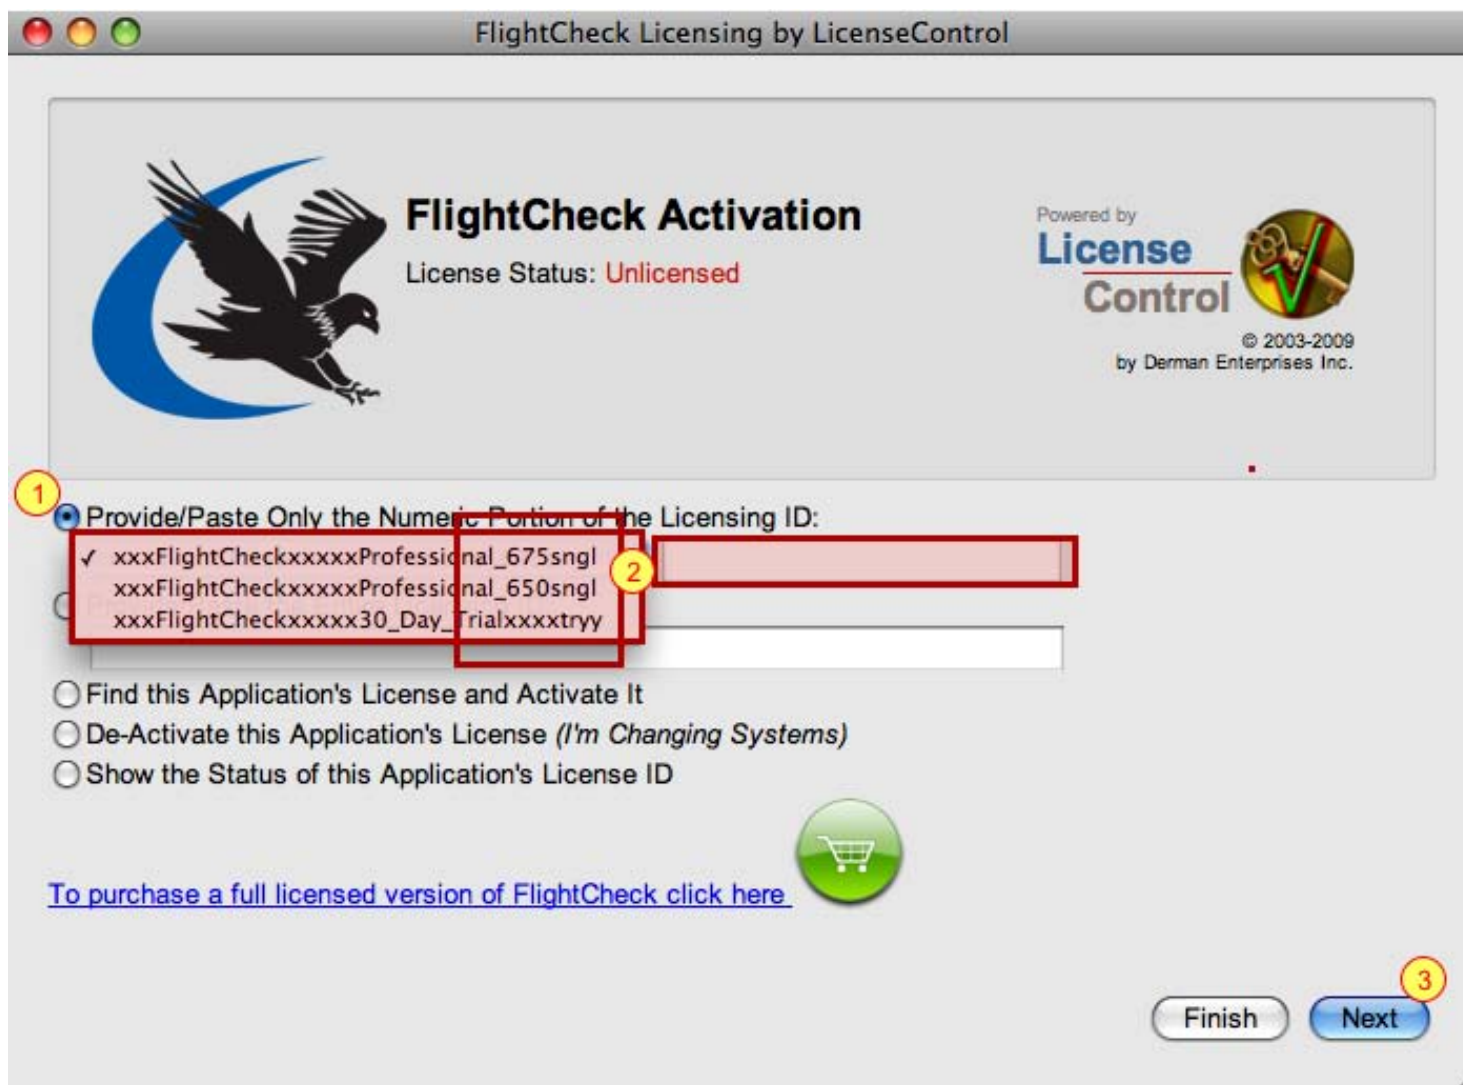 FlightCheck Licensing by LicenseControl
FlightCheck Activation
License Status: Unlicensed
Powered by
License
Control
© 2003-2009
by Derman Enterprises Inc.
1
Provide/Paste Only the Numeric Portion of the Licensing ID:
✓ xxxFlightCheckxxxxxProfessional_675sngl
2
xxxFlightCheckxxxxxProfessional_650sngl
xxxFlightCheckxxxxx30_Day_Trialxxxxtryy
Find this Application's License and Activate It
De-Activate this Application's License (I'm Changing Systems)
Show the Status of this Application's License ID
To purchase a full licensed version of FlightCheck click here
3
Finish
Next